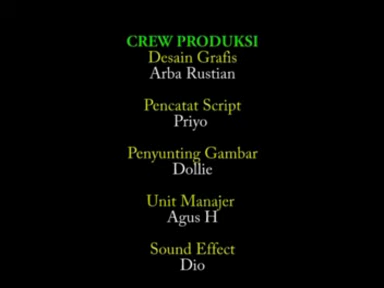 CREW PRODUKSI
Desain Grafis
Arba Rustian
Pencatat Script
Priyo
Penyunting Gambar
Dollie
Unit Manajer
Agus H
Sound Effect
Dio